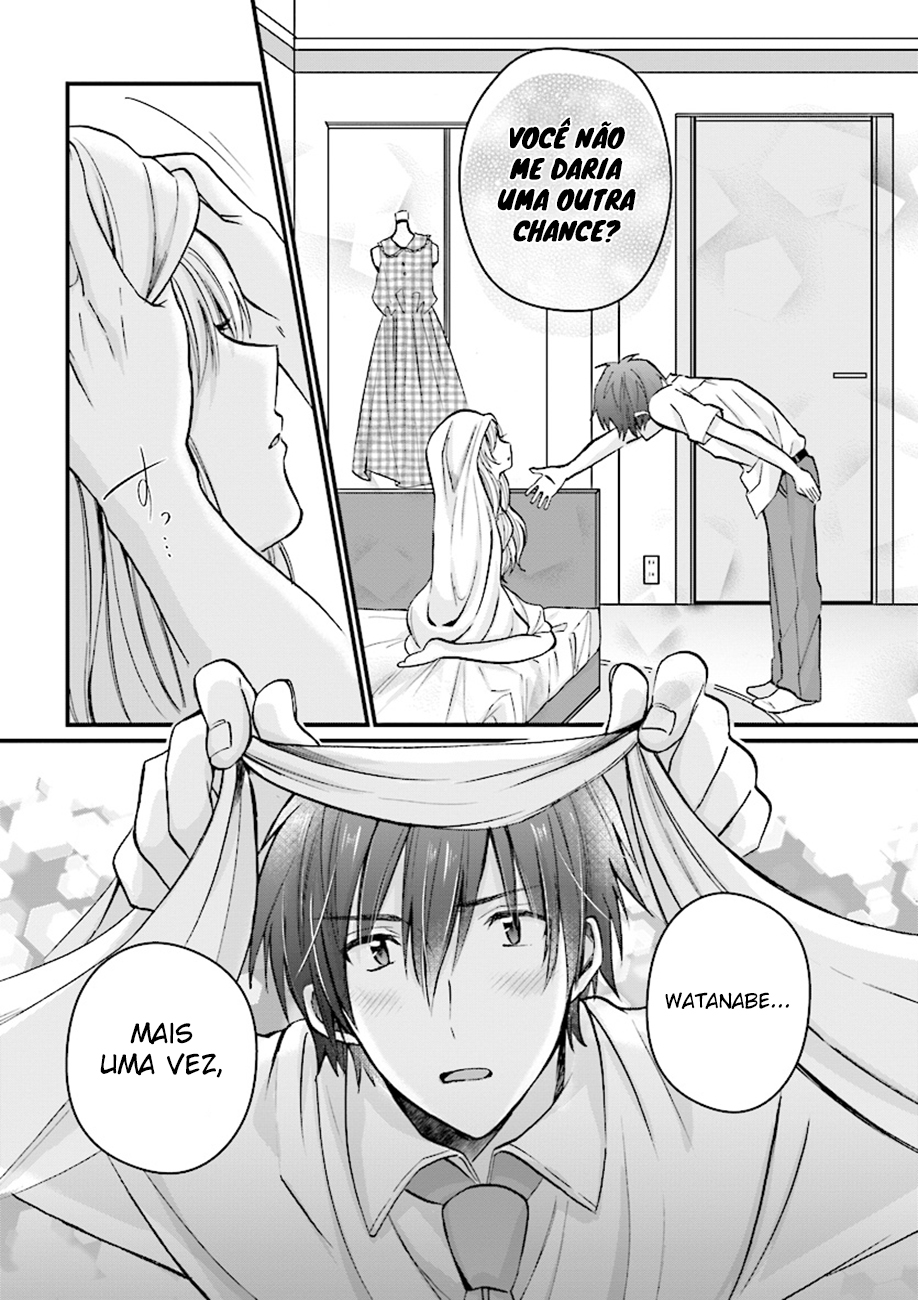 VOCÊ NÃO
ME DARIA
UMA OUTRA
CHANCE?
すっ…
WATANABE...
MAIS
UMA VEZ,